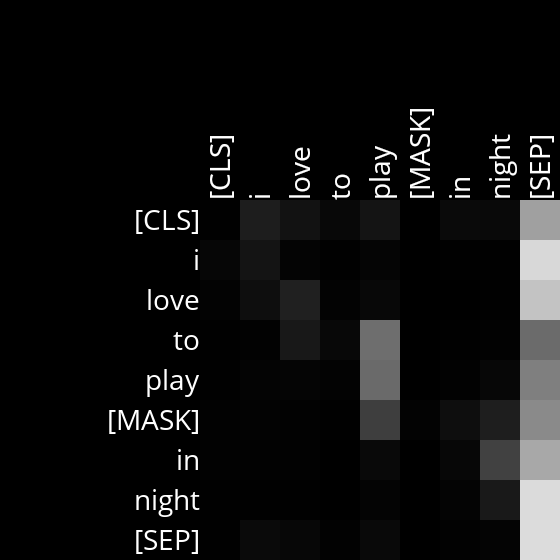 [CLS] i love to play [MASK] in night [SEP]
[CLS]
i
love
to
play
[MASK]
in
night
[SEP]